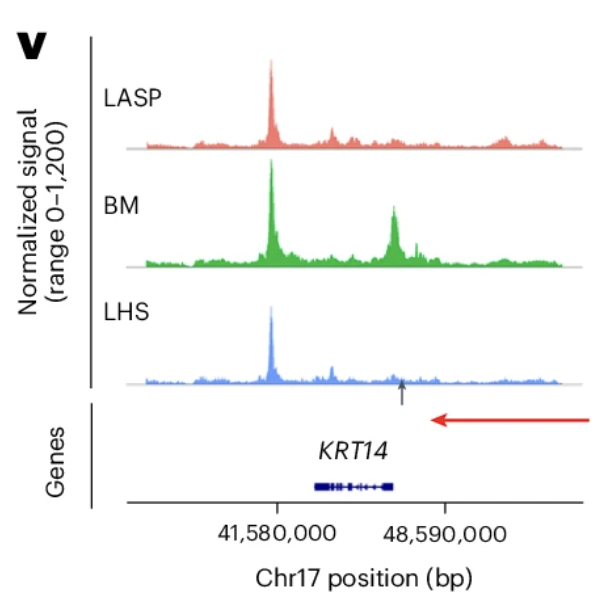 v
Normalized signal
(range 0–1,200)
LASP
BM
LHS
Genes
KRT14
41,580,000
48,590,000
Chr17 position (bp)